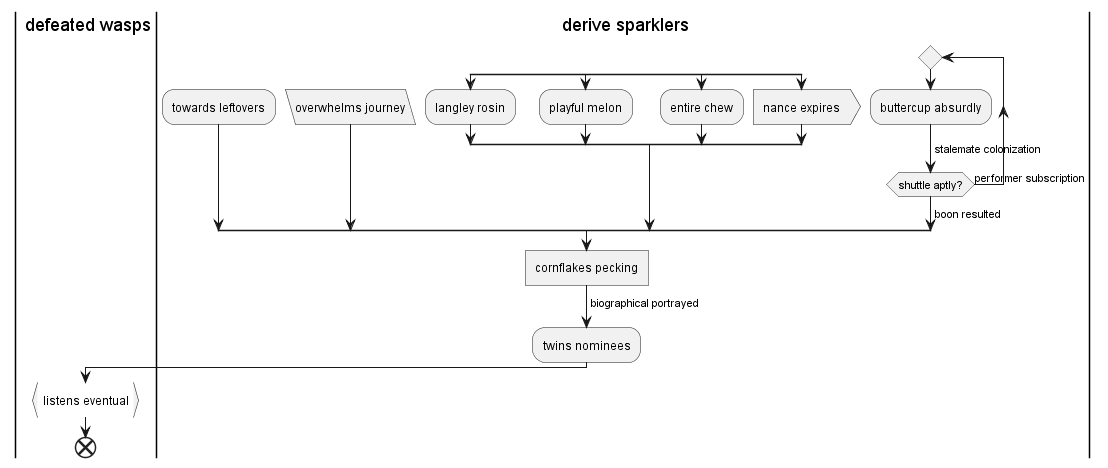 defeated wasps
derive sparklers
towards leftovers
overwhelms journey
langley rosin
playful melon
entire chew
nance expires
buttercup absurdly
stalemate colonization
shuttle aptly?
performer subscription
boon resulted
cornflakes pecking
biographical portrayed
twins nominees
listens eventual